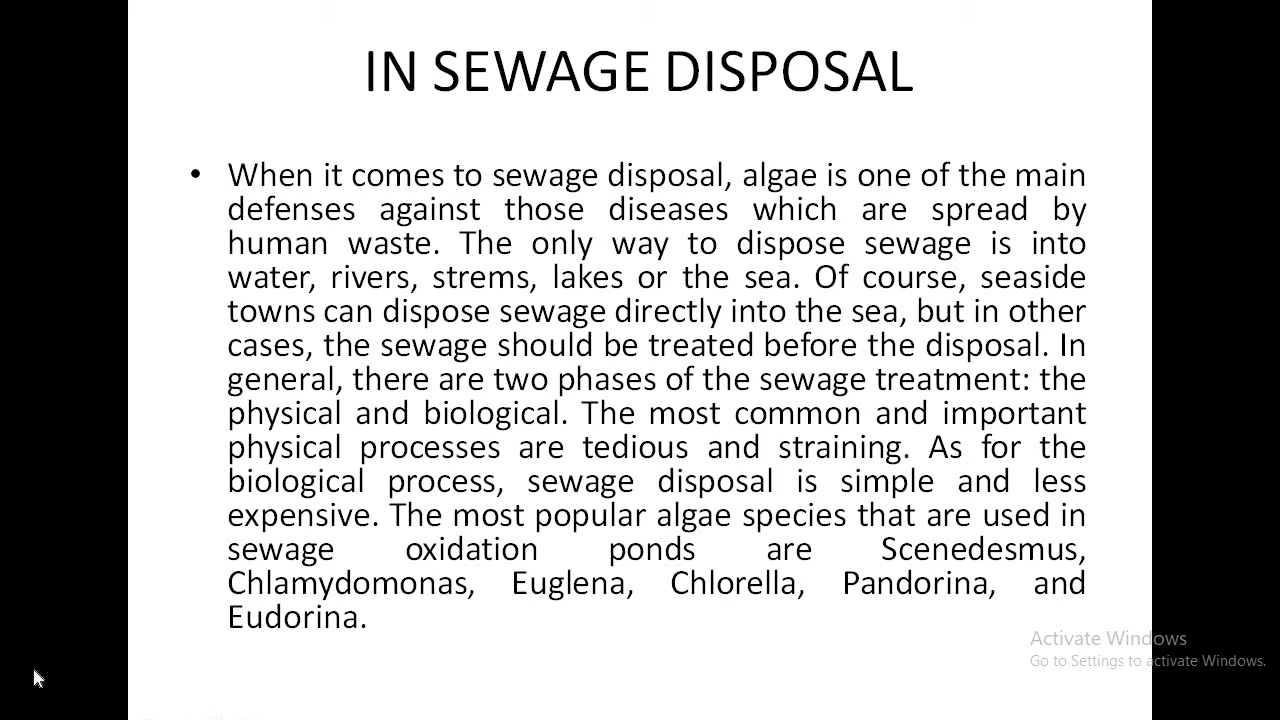 IN SEWAGE DISPOSAL
• When it comes to sewage disposal, algae is one of the main
defenses against those diseases which are spread by
human waste. The only way to dispose sewage is into
water, rivers, strems, lakes or the sea. Of course, seaside
towns can dispose sewage directly into the sea, but in other
cases, the sewage should be treated before the disposal. In
general, there are two phases of the sewage treatment: the
physical and biological. The most common and important
physical processes are tedious and straining. As for the
biological process, sewage disposal is simple and less
expensive. The most popular algae species that are used in
sewage oxidation ponds are Scenedesmus,
Chlamydomonas, Euglena, Chlorella, Pandorina, and
Eudorina.
Activate Windows
Go to Settings to activate Windows.